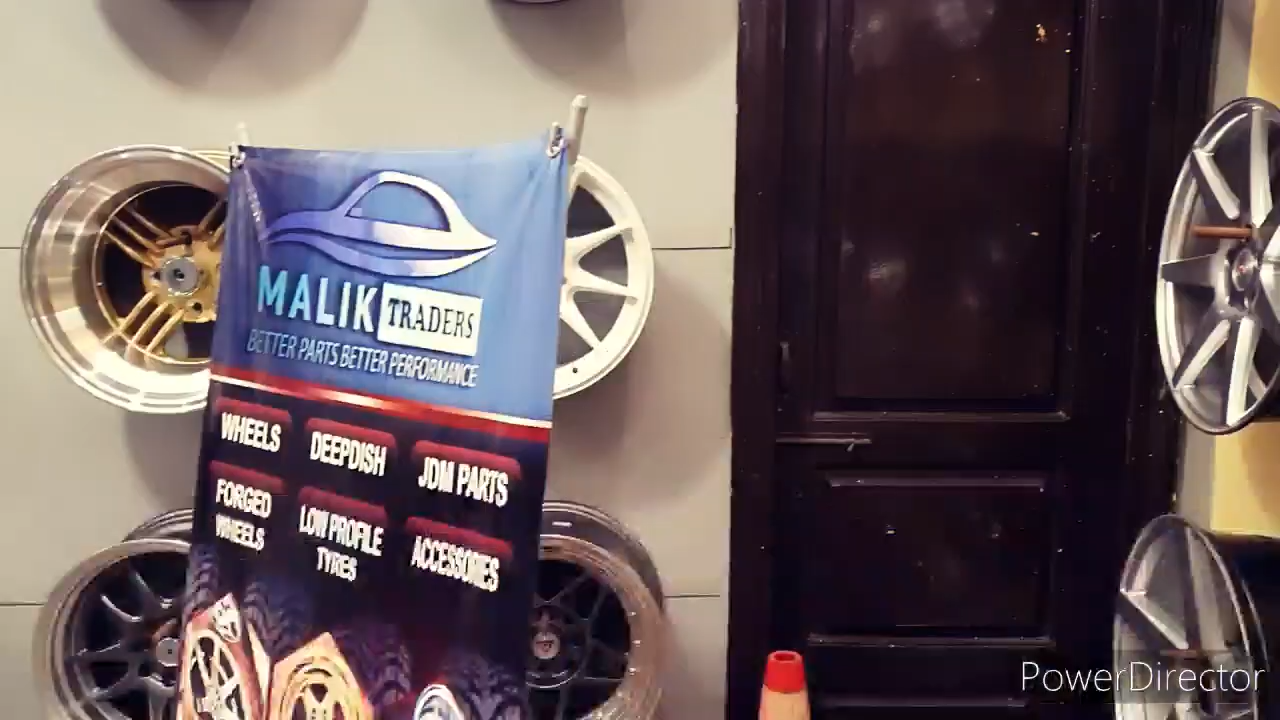 MALIK TRADERS
BETTER PARTS BETTER PERFORMANCE
WHEELS
DEEPDISH
JDM PARTS
FORGED
WHEELS
LOW PROFILE
TYRES
ACCESSORIES
PowerDirector